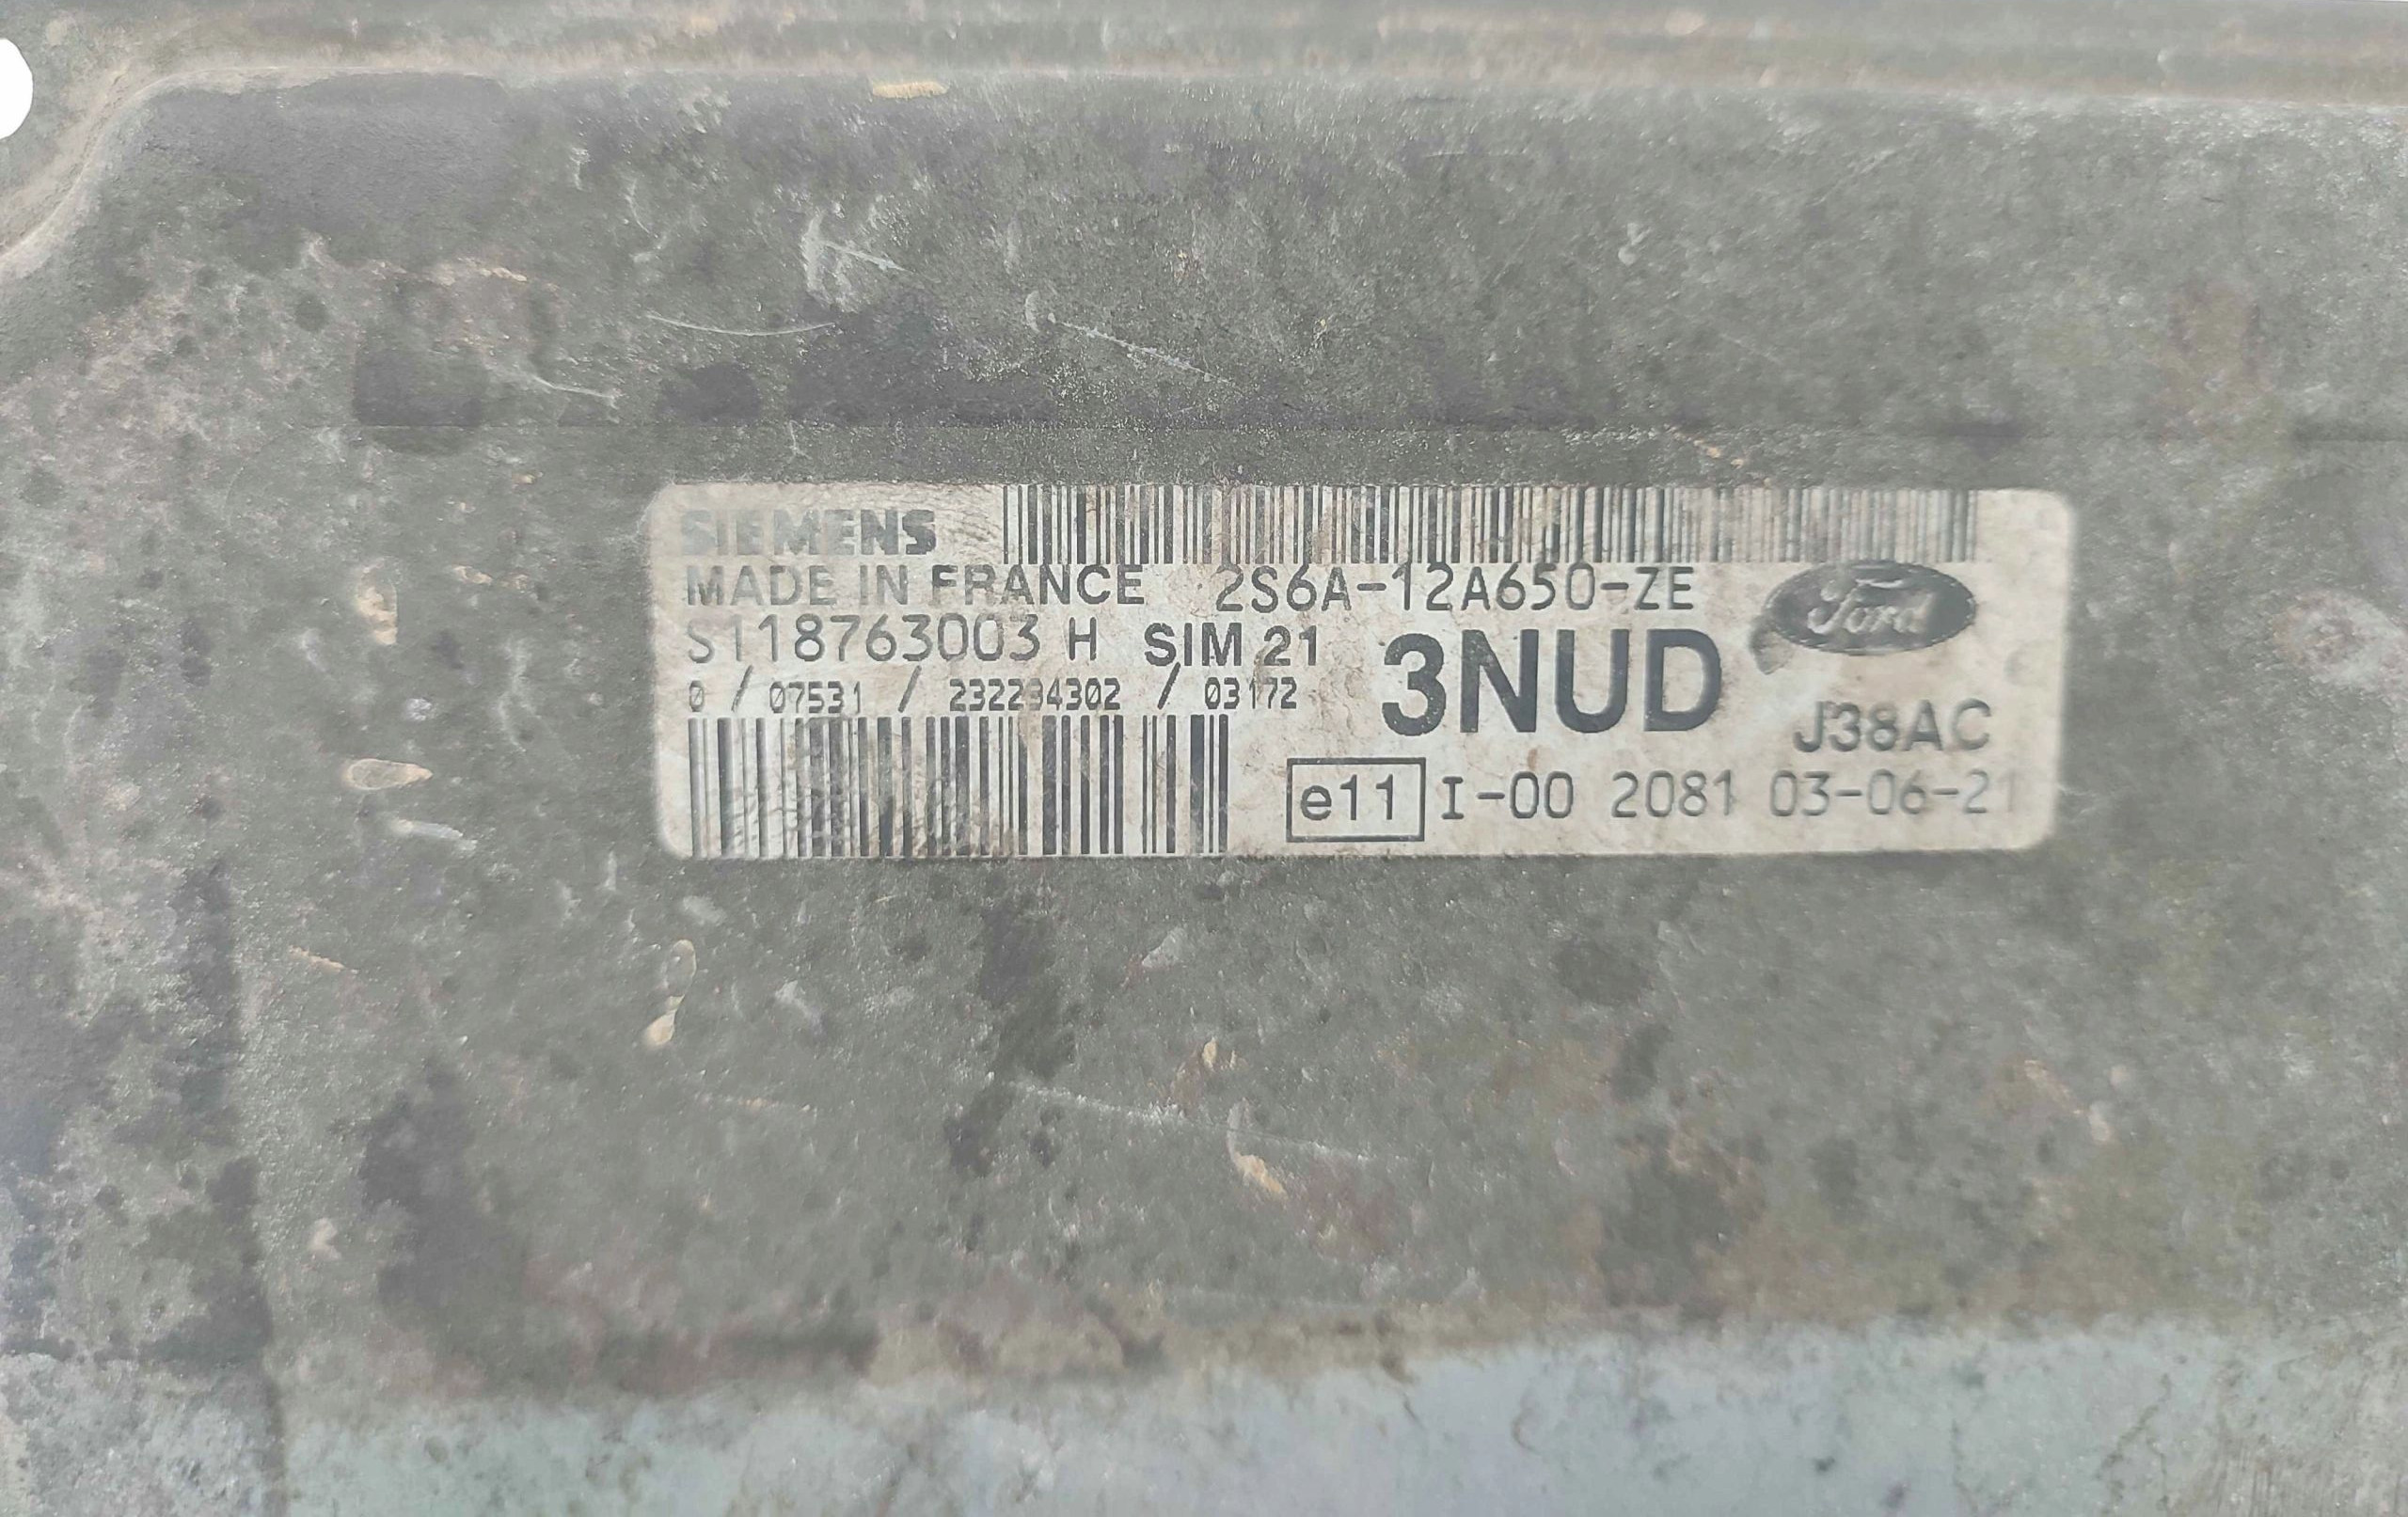 SIEMENS
MADE IN FRANCE 2S6A-12A650-ZE
Ford
S118763003 H SIM 21
3NUD
0 / 07531 / 232234302 / 03172
J38AC
e11 I-00 2081 03-06-21